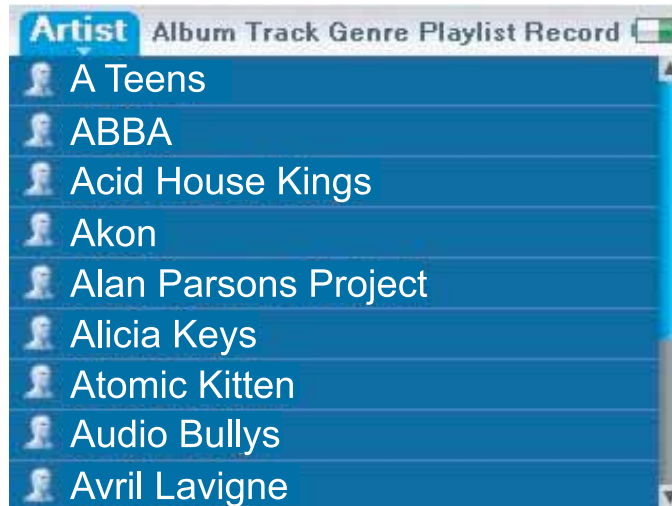 Artist Album Track Genre Playlist Record
A Teens
ABBA
Acid House Kings
Akon
Alan Parsons Project
Alicia Keys
Atomic Kitten
Audio Bullys
Avril Lavigne